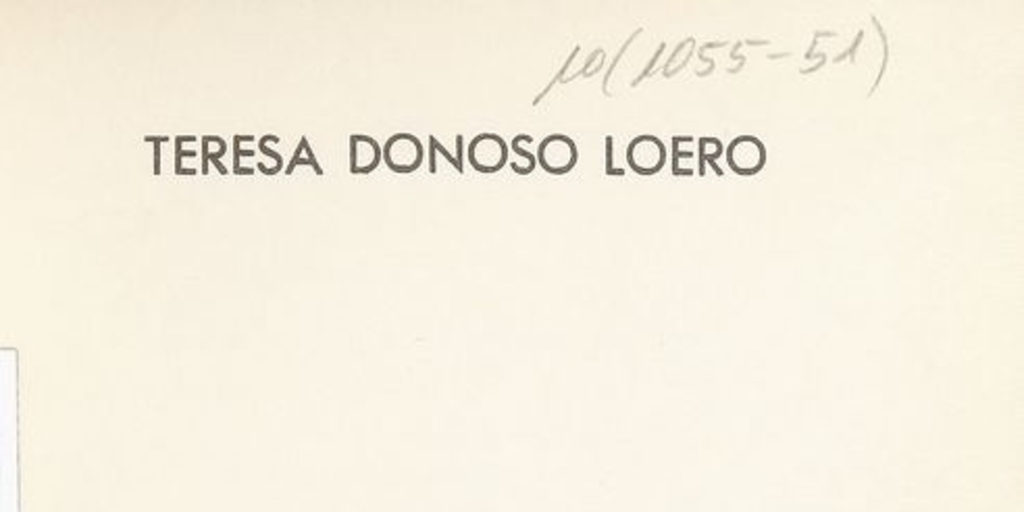 10(1055-51)
TERESA DONOSO LOERO